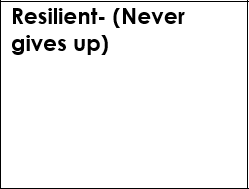 Resilient- (Never
gives up)